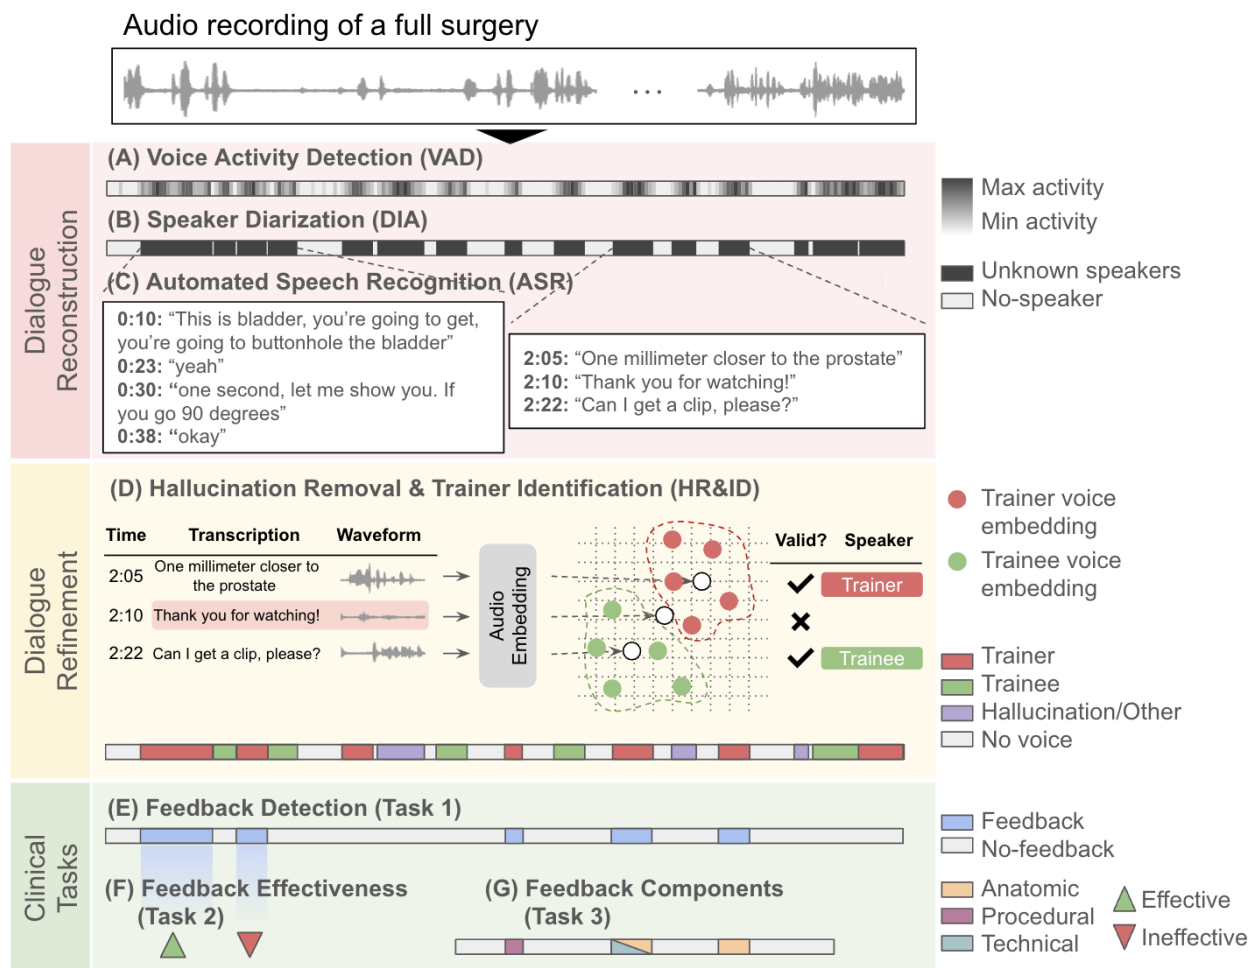 Audio recording of a full surgery
...
Dialogue
Reconstruction
(A) Voice Activity Detection (VAD)
Max activity
Min activity
(B) Speaker Diarization (DIA)
Unknown speakers
No-speaker
(C) Automated Speech Recognition (ASR)
0:10: “This is bladder, you’re going to get,
you’re going to buttonhole the bladder”
0:23: “yeah”
0:30: “one second, let me show you. If
you go 90 degrees”
0:38: “okay”
2:05: “One millimeter closer to the prostate”
2:10: “Thank you for watching!”
2:22: “Can I get a clip, please?”
Dialogue
Refinement
(D) Hallucination Removal & Trainer Identification (HR&ID)
Time Transcription Waveform
2:05 One millimeter closer to
the prostate
2:10 Thank you for watching!
2:22 Can I get a clip, please?
Audio
Embedding
Valid? Speaker
Trainer
Trainee
Trainer voice
embedding
Trainee voice
embedding
Trainer
Trainee
Hallucination/Other
No voice
Clinical
Tasks
(E) Feedback Detection (Task 1)
Feedback
No-feedback
(F) Feedback Effectiveness
(Task 2)
(G) Feedback Components
(Task 3)
Anatomic
Procedural
Technical
Effective
Ineffective